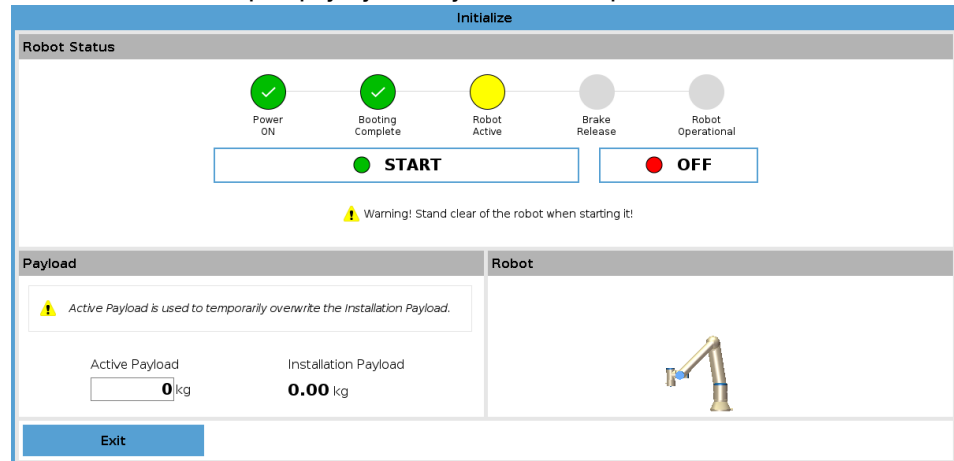 Initialize
Robot Status
Power
ON
Booting
Complete
Robot
Active
Brake
Release
Robot
Operational
START
OFF
Warning! Stand clear of the robot when starting it!
Payload
Robot
Active Payload is used to temporarily overwrite the Installation Payload.
Active Payload
0 kg
Installation Payload
0.00 kg
Exit